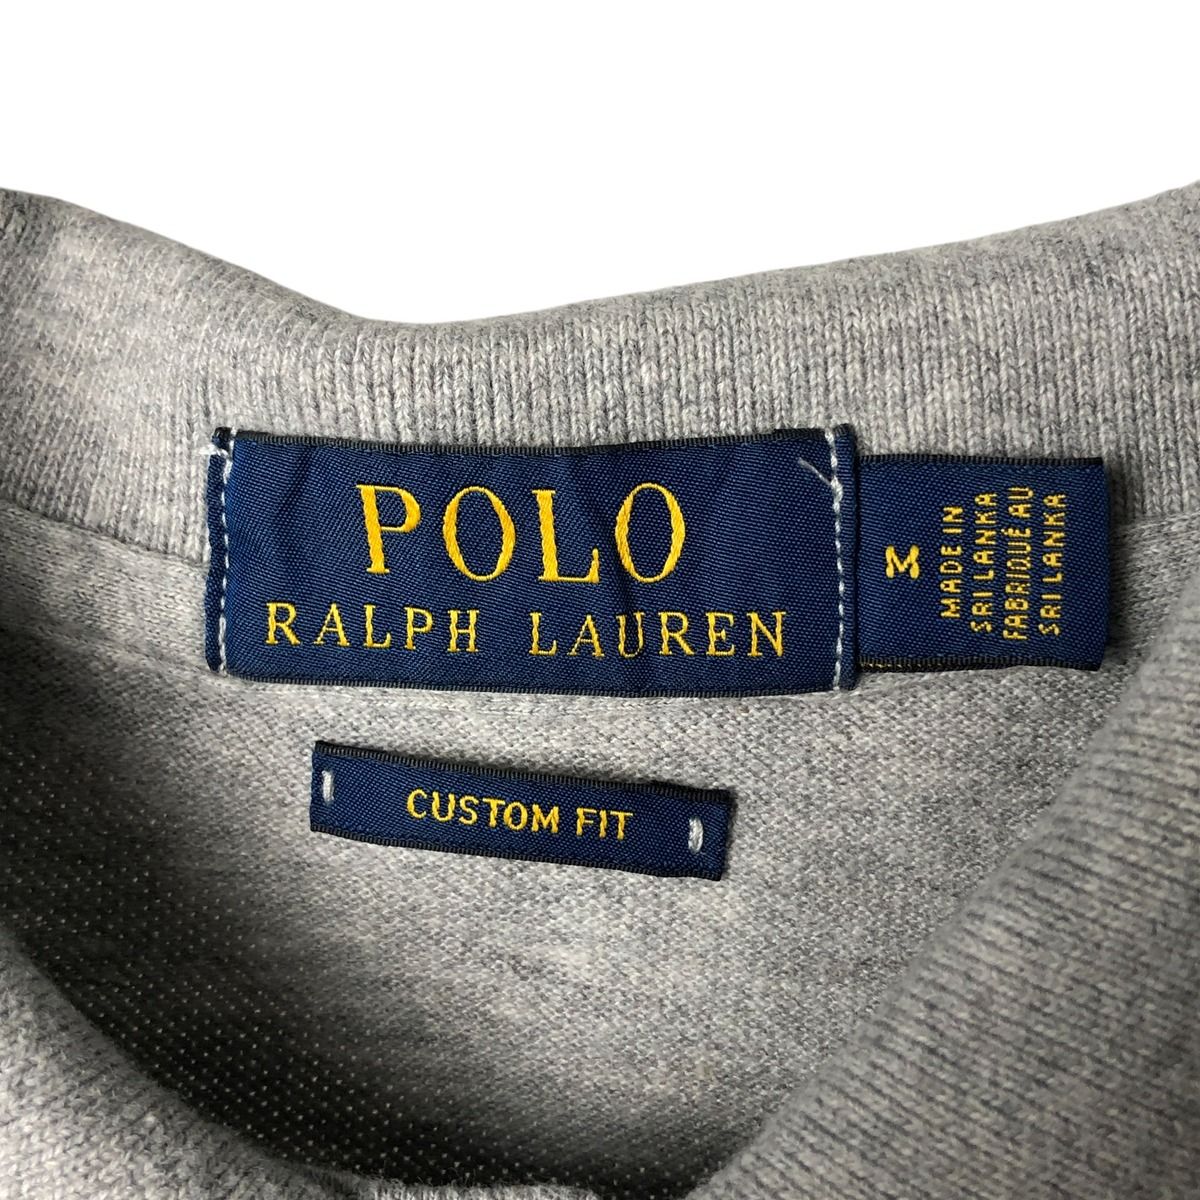 POLO
RALPH LAUREN
M
MADE IN
SRI LANKA
FABRIQUÉ AU
SRI LANKA
CUSTOM FIT